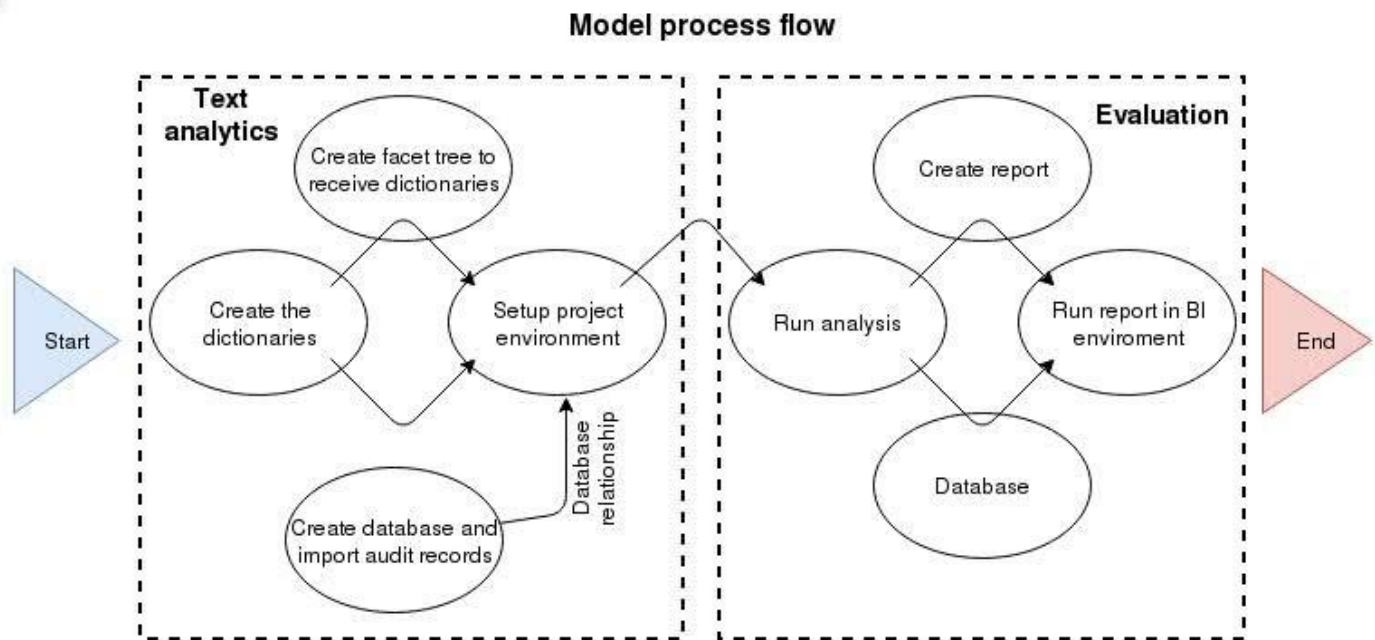 Model process flow
Text
analytics
Create facet tree to
receive dictionaries
Create the
dictionaries
Setup project
environment
Create database and
import audit records
Database
relationship
Start
Evaluation
Create report
Run analysis
Run report in BI
enviroment
Database
End